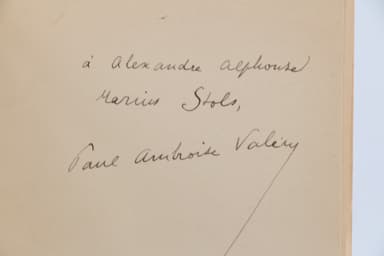 à Alexandre Alphonse
Marius Stols,
Paul Ambroise Valéry